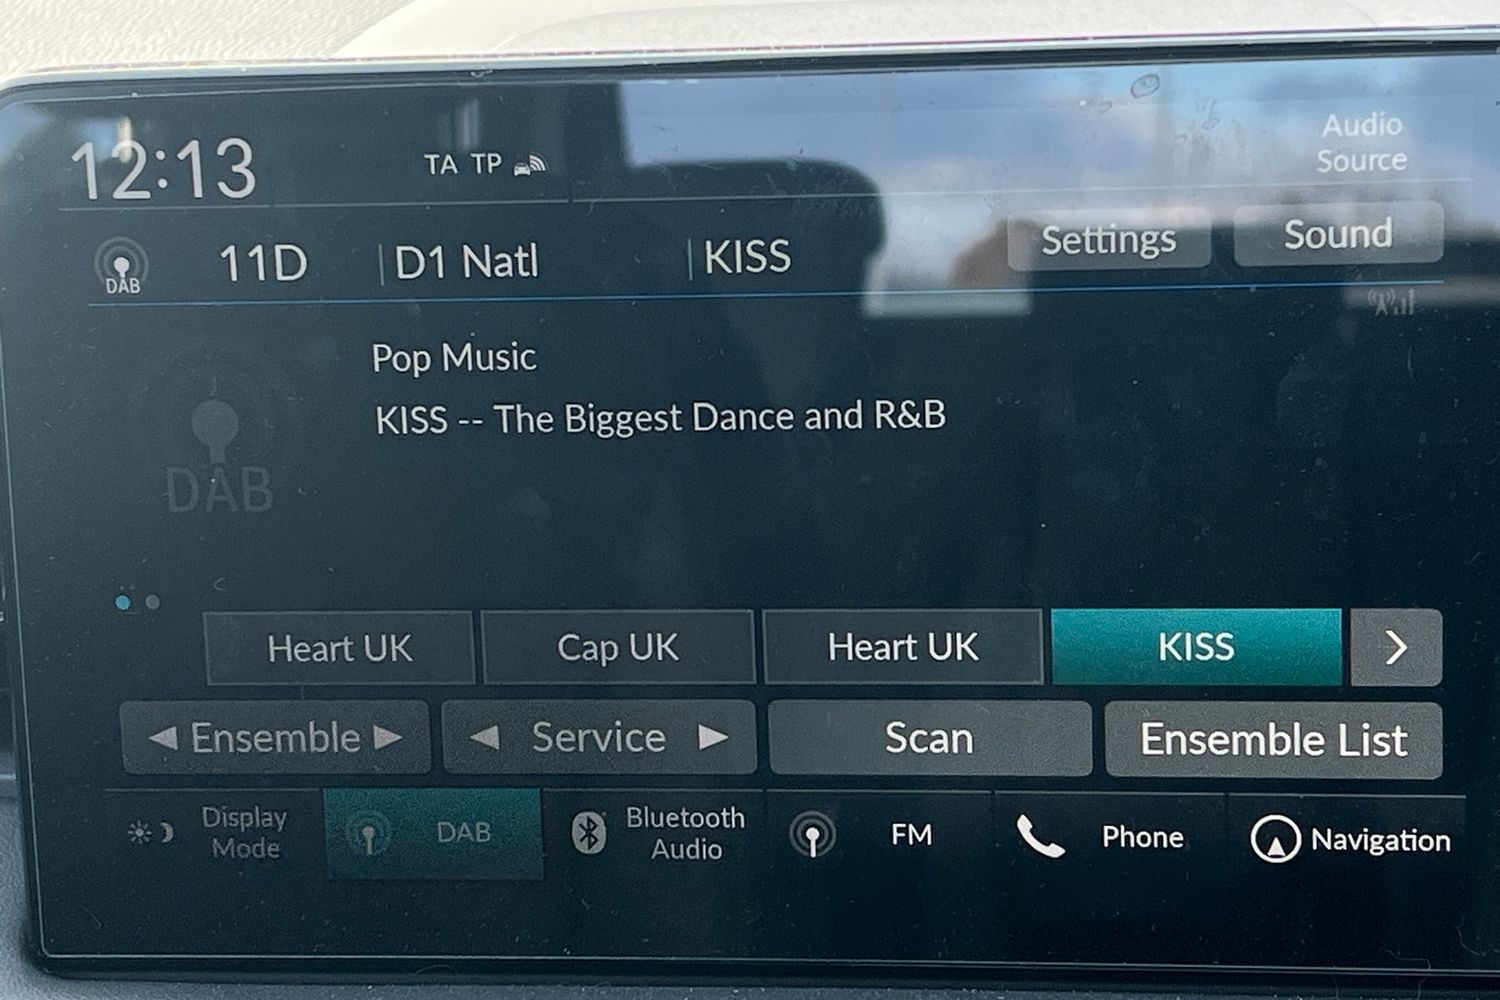 12:13
TA TP
Audio
Source
DAB
11D
D1 Natl
KISS
Settings
Sound
Pop Music
KISS -- The Biggest Dance and R&B
DAB
Heart UK
Cap UK
Heart UK
KISS
Ensemble
Service
Scan
Ensemble List
Display
Mode
DAB
Bluetooth
Audio
FM
Phone
Navigation